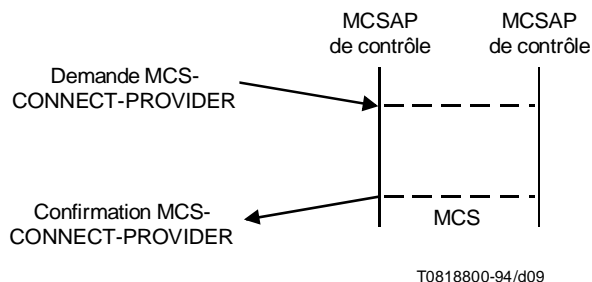 MCSAP
de contrôle
MCSAP
de contrôle
Demande MCS-
CONNECT-PROVIDER
Confirmation MCS-
CONNECT-PROVIDER
MCS
T0818800-94/d09